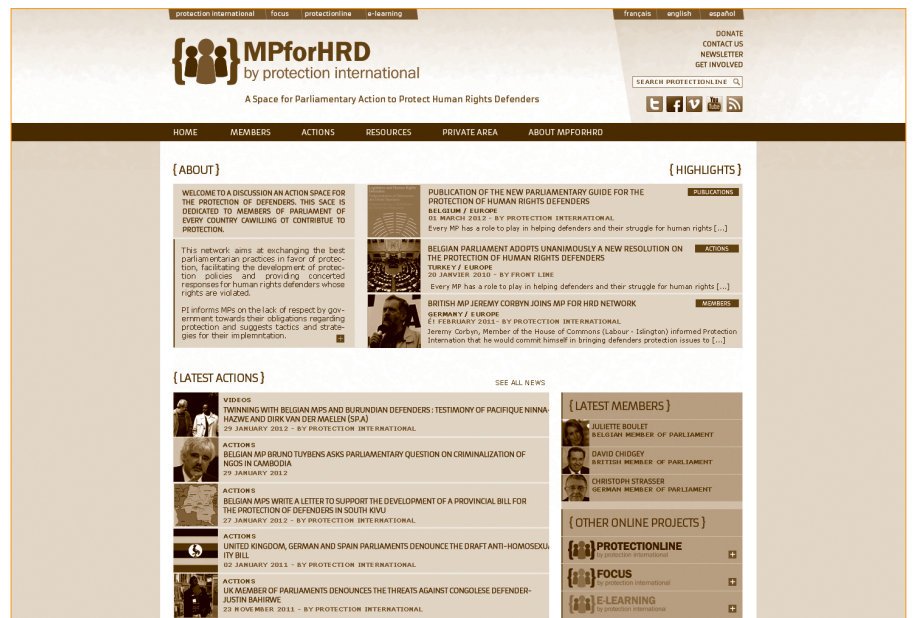 protection international focus protectionline e-learning
français english español
DONATE
CONTACT US
NEWSLETTER
GET INVOLVED
SEARCH PROTECTIONLINE
MPforHRD
by protection international
A Space for Parliamentary Action to Protect Human Rights Defenders
You Tube
HOME MEMBERS ACTIONS RESOURCES PRIVATE AREA ABOUT MPFORHRD
{ ABOUT }
WELCOME TO A DISCUSSION AN ACTION SPACE FOR
THE PROTECTION OF DEFENDERS. THIS SACE IS
DEDICATED TO MEMBERS OF PARLIAMENT OF
EVERY COUNTRY CAWILLING OT CONTRIBTUE TO
PROTECTION.
This network aims at exchanging the best
parliamentarian practices in favor of protec-
tion, facilitating the development of protec-
tion policies and providing concerted
responses for human rights defenders whose
rights are violated.
PI informs MPs on the lack of respect by gov-
ernment towards their obligations regarding
protection and suggests tactics and strate-
gies for their implemntation.
{ HIGHLIGHTS }
PUBLICATION OF THE NEW PARLIAMENTARY GUIDE FOR THE
PROTECTION OF HUMAN RIGHTS DEFENDERS
PUBLICATIONS
BELGIUM / EUROPE
01 MARCH 2012 - BY PROTECTION INTERNATIONAL
Every MP has a role to play in helping defenders and their struggle for human rights [...]
BELGIAN PARLIAMENT ADOPTS UNANIMOUSLY A NEW RESOLUTION ON
THE PROTECTION OF HUMAN RIGHTS DEFENDERS
ACTIONS
TURKEY / EUROPE
20 JANVIER 2010 - BY FRONT LINE
Every MP has a role to play in helping defenders and their struggle for human rights [...]
BRITISH MP JEREMY CORBYN JOINS MP FOR HRD NETWORK
MEMBERS
GERMANY / EUROPE
É! FEBRUARY 2011- BY PROTECTION INTERNATIONAL
Jeremy Corbyn, Member of the House of Commons (Labour - Islington) informed Protection
Internation that he would commit himself in bringing defenders protection issues to [...]
{ LATEST ACTIONS }
SEE ALL NEWS
VIDEOS
TWINNING WITH BELGIAN MPS AND BURUNDIAN DEFENDERS : TESTIMONY OF PACIFIQUE NINNA-
HAZWE AND DIRK VAN DER MAELEN (SP.A)
29 JANUARY 2012 - BY PROTECTION INTERNATIONAL
ACTIONS
BELGIAN MP BRUNO TUYBENS ASKS PARLIAMENTARY QUESTION ON CRIMINALIZATION OF
NGOS IN CAMBODIA
29 JANUARY 2012
ACTIONS
BELGIAN MPS WRITE A LETTER TO SUPPORT THE DEVELOPMENT OF A PROVINCIAL BILL FOR
THE PROTECTION OF DEFENDERS IN SOUTH KIVU
27 JANUARY 2012 - BY PROTECTION INTERNATIONAL
ACTIONS
UNITED KINGDOM, GERMAN AND SPAIN PARLIAMENTS DENOUNCE THE DRAFT ANTI-HOMOSEXUA
ITY BILL
02 JANUARY 2011 - BY PROTECTION INTERNATIONAL
ACTIONS
UK MEMBER OF PARLIAMENTS DENOUNCES THE THREATS AGAINST CONGOLESE DEFENDER-
JUSTIN BAHIRWE
23 NOVEMBER 2011 - BY PROTECTION INTERNATIONAL
{ LATEST MEMBERS }
JULIETTE BOULET
BELGIAN MEMBER OF PARLIAMENT
DAVID CHIDGEY
BRITISH MEMBER OF PARLIAMENT
CHRISTOPH STRASSER
GERMAN MEMBER OF PARLIAMENT
{ OTHER ONLINE PROJECTS }
PROTECTIONLINE
by protection international
FOCUS
by protection international
E-LEARNING
by protection international